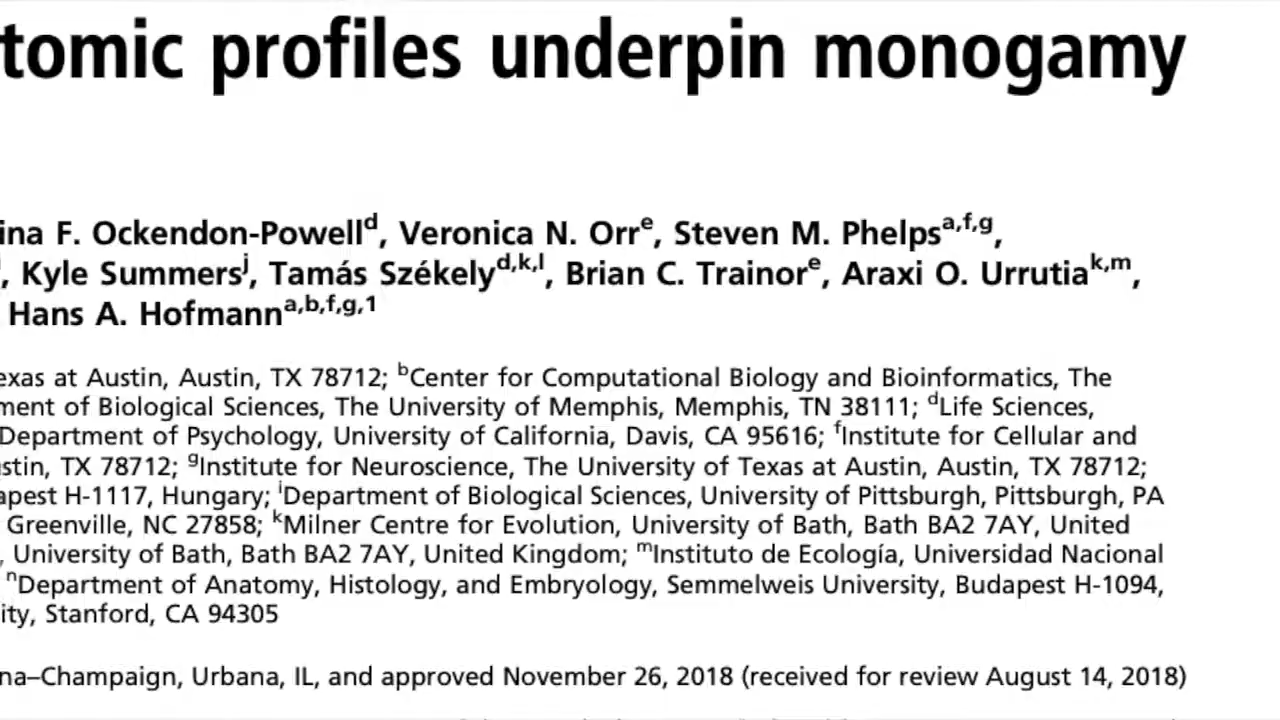 tomic profiles underpin monogamy
ina F. Ockendon-Powellᵈ, Veronica N. Orrᵉ, Steven M. Phelpsᵃ,ᶠ,ᵍ,
, Kyle Summersʲ, Tamás Székelyᵈ,ᵏ,ˡ, Brian C. Trainorᵉ, Araxi O. Urrutiaᵏ,ᵐ,
Hans A. Hofmannᵃ,ᵇ,ᶠ,ᵍ,¹
exas at Austin, Austin, TX 78712; ᵇCenter for Computational Biology and Bioinformatics, The
ment of Biological Sciences, The University of Memphis, Memphis, TN 38111; ᵈLife Sciences,
Department of Psychology, University of California, Davis, CA 95616; ᶠInstitute for Cellular and
stin, TX 78712; ᵍInstitute for Neuroscience, The University of Texas at Austin, Austin, TX 78712;
apest H-1117, Hungary; ⁱDepartment of Biological Sciences, University of Pittsburgh, Pittsburgh, PA
Greenville, NC 27858; ᵏMilner Centre for Evolution, University of Bath, Bath BA2 7AY, United
, University of Bath, Bath BA2 7AY, United Kingdom; ᵐInstituto de Ecología, Universidad Nacional
ⁿDepartment of Anatomy, Histology, and Embryology, Semmelweis University, Budapest H-1094,
ity, Stanford, CA 94305
na–Champaign, Urbana, IL, and approved November 26, 2018 (received for review August 14, 2018)